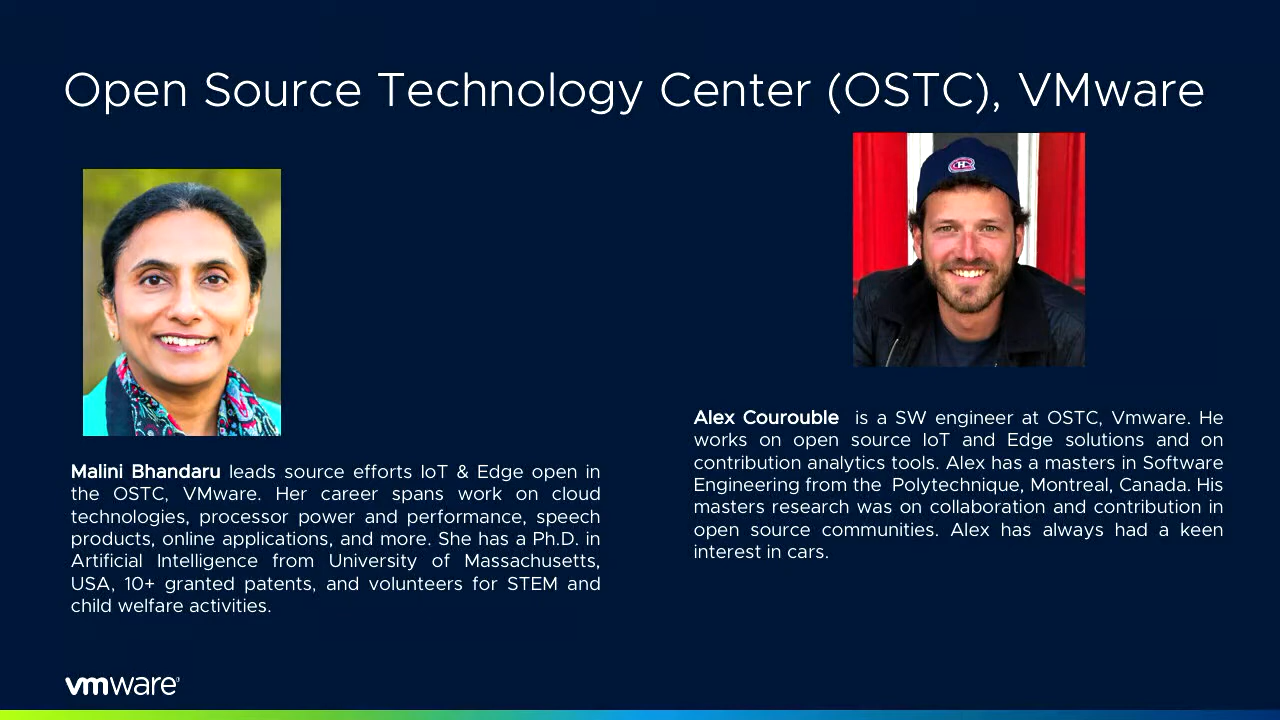 Open Source Technology Center (OSTC), VMware
Malini Bhandaru leads source efforts IoT & Edge open in
the OSTC, VMware. Her career spans work on cloud
technologies, processor power and performance, speech
products, online applications, and more. She has a Ph.D. in
Artificial Intelligence from University of Massachusetts,
USA, 10+ granted patents, and volunteers for STEM and
child welfare activities.
Alex Courouble is a SW engineer at OSTC, Vmware. He
works on open source IoT and Edge solutions and on
contribution analytics tools. Alex has a masters in Software
Engineering from the Polytechnique, Montreal, Canada. His
masters research was on collaboration and contribution in
open source communities. Alex has always had a keen
interest in cars.
vmware